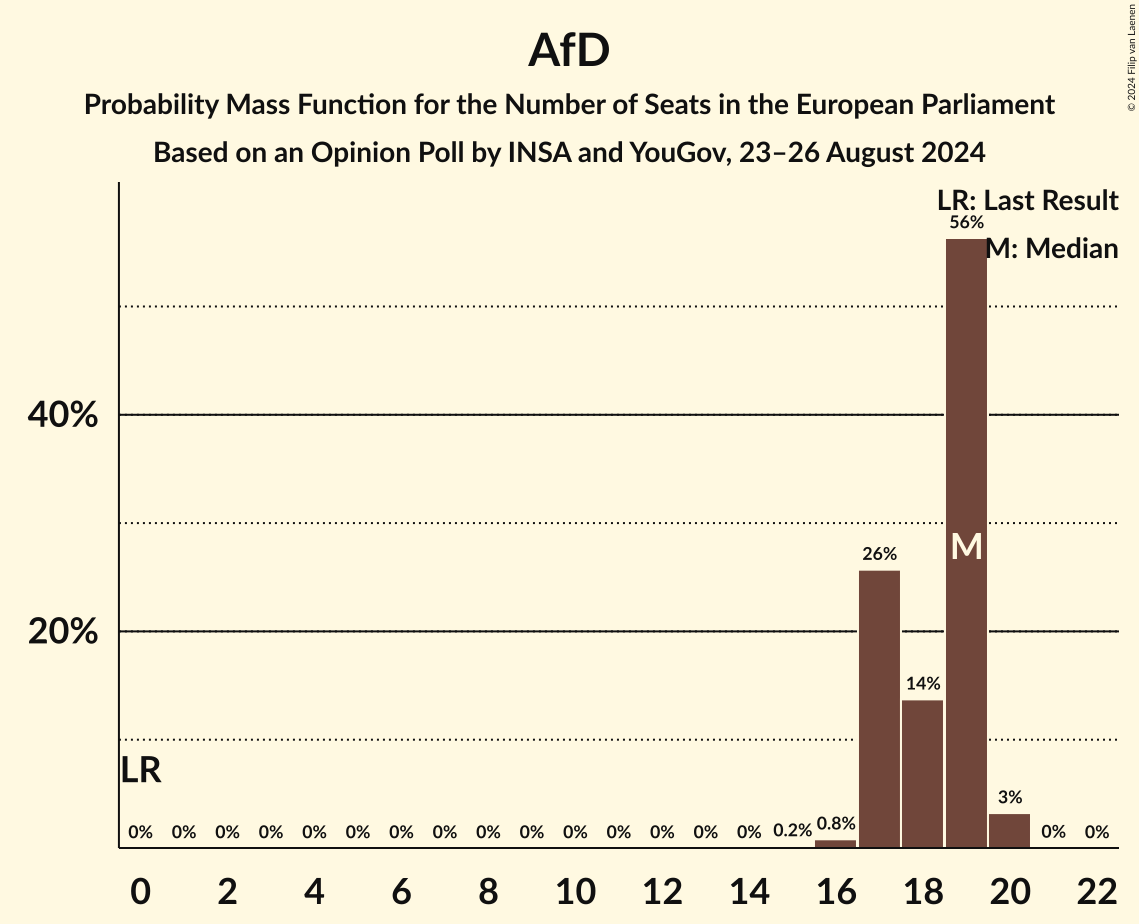 AfD
Probability Mass Function for the Number of Seats in the European Parliament
Based on an Opinion Poll by INSA and YouGov, 23–26 August 2024
© 2024 Filip van Laenen
LR: Last Result
56%
M: Median
40%
M
26%
20%
14%
LR
3%
0% 0% 0% 0% 0% 0% 0% 0% 0% 0% 0% 0% 0% 0% 0% 0.2% 0.8% 0% 0%
0 2 4 6 8 10 12 14 16 18 20 22